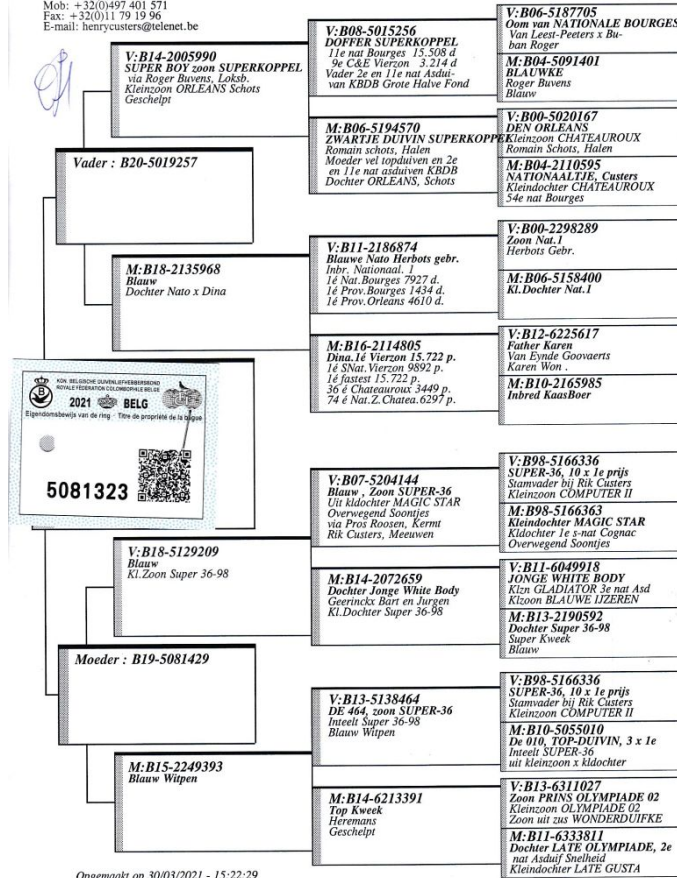 Mob: +32(0)497 401 571
Fax: +32(0)11 79 19 96
E-mail: henrycusters@telenet.be
V:B14-2005990
SUPER BOY zoon SUPERKOPPEL
via Roger Buvens, Loksb.
Kleinzoon ORLEANS Schots
Geschelpt
Vader : B20-5019257
M:B18-2135968
Blauw
Dochter Nato x Dina
KON. BELGISCHE DUIVENLIEFHEBBERSBOND
ROYALE FÉDÉRATION COLOMBOPHILE BELGE
2021 BELG
Eigendomsbewijs van de ring - Titre de propriété de la bague
5081323
V:B18-5129209
Blauw
Kl.Zoon Super 36-98
Moeder : B19-5081429
M:B15-2249393
Blauw Witpen
Opgemaakt op 30/03/2021 - 15:22:29
V:B08-5015256
DOFFER SUPERKOPPEL
11e nat Bourges 15.508 d
9e C&E Vierzon 3.214 d
Vader 2e en 11e nat Asdui-
van KBDB Grote Halve Fond
M:B06-5194570
ZWARTJE DUIVIN SUPERKOPPEL
Romain schots, Halen
Moeder vel topduiven en 2e
en 11e nat asduiven KBDB
Dochter ORLEANS, Schots
V:B11-2186874
Blauwe Nato Herbots gebr.
Inbr. Nationaal. 1
1é Nat.Bourges 7927 d.
1é Prov.Bourges 1434 d.
1é Prov.Orleans 4610 d.
M:B16-2114805
Dina.1é Vierzon 15.722 p.
1é SNat.Vierzon 9892 p.
1é fastest 15.722 p.
36 é Chateauroux 3449 p.
74 é Nat.Z.Chatea.6297 p.
V:B07-5204144
Blauw , Zoon SUPER-36
Uit kldochter MAGIC STAR
Overwegend Soontjes
via Pros Roosen, Kermt
Rik Custers, Meeuwen
M:B14-2072659
Dochter Jonge White Body
Geerinckx Bart en Jurgen
Kl.Dochter Super 36-98
V:B13-5138464
DE 464, zoon SUPER-36
Inteelt Super 36-98
Blauw Witpen
M:B14-6213391
Top Kweek
Heremans
Geschelpt
V:B06-5187705
Oom van NATIONALE BOURGES
Van Leest-Peeters x Bu-
ban Roger
M:B04-5091401
BLAUWKE
Roger Buvens
Blauw
V:B00-5020167
DEN ORLEANS
Kleinzoon CHATEAUROUX
Romain Schots, Halen
M:B04-2110595
NATIONAALTJE, Custers
Kleindochter CHATEAUROUX
54e nat Bourges
V:B00-2298289
Zoon Nat.1
Herbots Gebr.
M:B06-5158400
Kl.Dochter Nat.1
V:B12-6225617
Father Karen
Van Eynde Goovaerts
Karen Won .
M:B10-2165985
Inbred KaasBoer
V:B98-5166336
SUPER-36, 10 x 1e prijs
Stamvader bij Rik Custers
Kleinzoon COMPUTER II
M:B98-5166363
Kleindochter MAGIC STAR
Kldochter 1e s-nat Cognac
Overwegend Soontjes
V:B11-6049918
JONGE WHITE BODY
Klzn GLADIATOR 3e nat Asd
Klzoon BLAUWE IJZEREN
M:B13-2190592
Dochter Super 36-98
Super Kweek
Blauw
V:B98-5166336
SUPER-36, 10 x 1e prijs
Stamvader bij Rik Custers
Kleinzoon COMPUTER II
M:B10-5055010
De 010, TOP-DUIVIN, 3 x 1e
Inteelt SUPER-36
uit kleinzoon x kldochter
V:B13-6311027
Zoon PRINS OLYMPIADE 02
Kleinzoon OLYMPIADE 02
Zoon uit zus WONDERDUIFKE
M:B11-6333811
Dochter LATE OLYMPIADE, 2e
nat Asduif Snelheid
Kleindochter LATE GUSTA